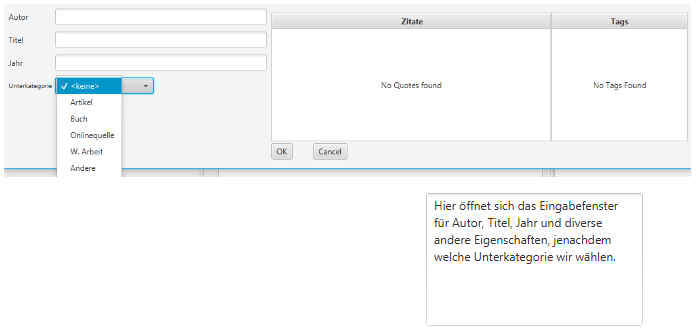 Autor
Titel
Jahr
Unterkategorie
<keine>
Artikel
Buch
Onlinequelle
W. Arbeit
Andere
Zitate
Tags
No Quotes found
No Tags Found
OK
Cancel
Hier öffnet sich das Eingabefenster
für Autor, Titel, Jahr und diverse
andere Eigenschaften, jenachdem
welche Unterkategorie wir wählen.